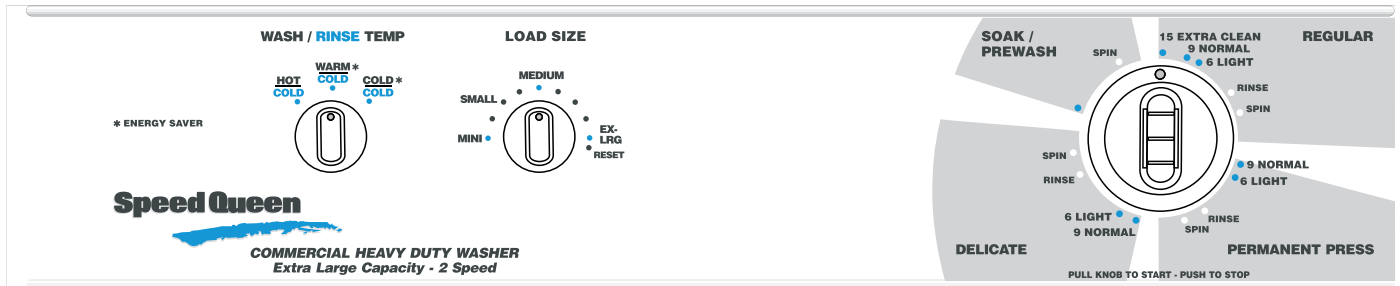 WASH / RINSE TEMP
HOT
COLD
WARM *
COLD
COLD *
COLD
* ENERGY SAVER
LOAD SIZE
MINI
SMALL
MEDIUM
EX-
LRG
RESET
Speed Queen
COMMERCIAL HEAVY DUTY WASHER
Extra Large Capacity - 2 Speed
SOAK /
PREWASH
SPIN
REGULAR
15 EXTRA CLEAN
9 NORMAL
6 LIGHT
RINSE
SPIN
9 NORMAL
6 LIGHT
RINSE
SPIN
PERMANENT PRESS
SPIN
RINSE
6 LIGHT
9 NORMAL
DELICATE
PULL KNOB TO START - PUSH TO STOP